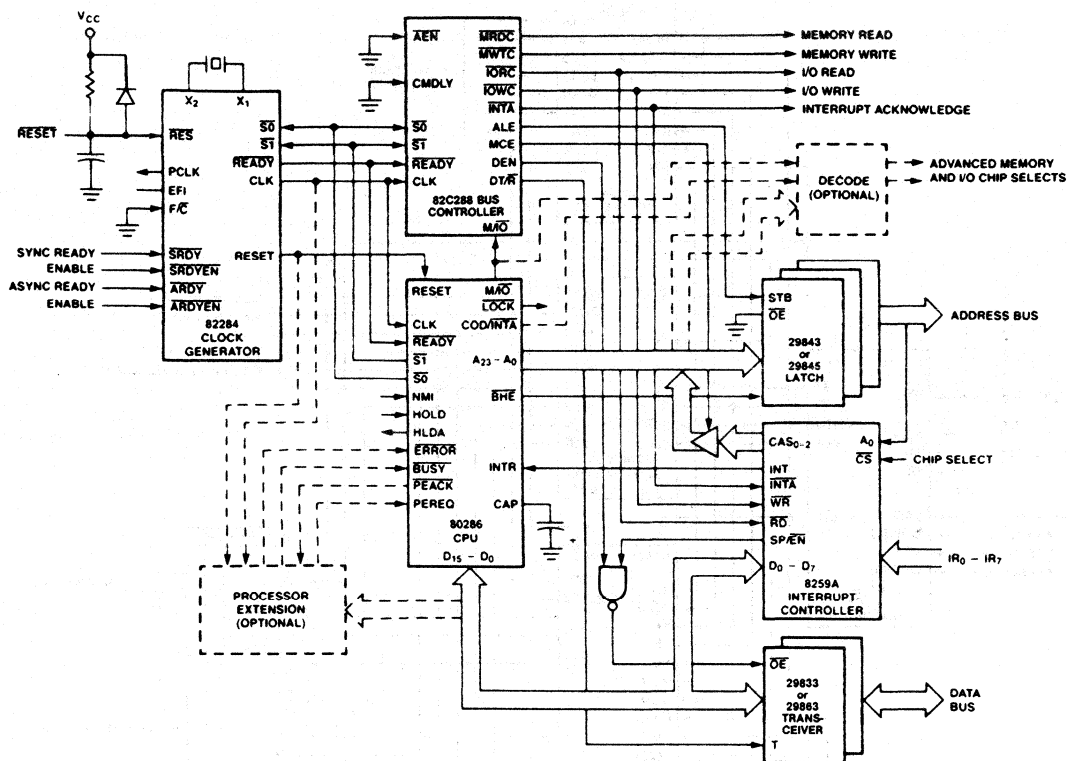 VCC
X2
X1
RESET
RES
PCLK
EFI
F/C
SYNC READY
SRDY
ENABLE
SRDYEN
ASYNC READY
ARDY
ENABLE
ARDYEN
S0
S1
READY
CLK
RESET
82284
CLOCK
GENERATOR
AEN
CMDLY
S0
S1
READY
CLK
MRDC
MWTC
IORC
IOWC
INTA
ALE
MCE
DEN
DT/R
82C288 BUS
CONTROLLER
M/IO
MEMORY READ
MEMORY WRITE
I/O READ
I/O WRITE
INTERRUPT ACKNOWLEDGE
DECODE
(OPTIONAL)
ADVANCED MEMORY
AND I/O CHIP SELECTS
RESET
CLK
READY
S1
S0
NMI
HOLD
HLDA
ERROR
BUSY
PEACK
PEREQ
M/IO
LOCK
COD/INTA
A23 – A0
BHE
INTR
CAP
80286
CPU
D15 – D0
+
STB
OE
29843
or
29845
LATCH
ADDRESS BUS
CAS0-2
INT
INTA
WR
RD
SP/EN
D0 – D7
A0
CS
CHIP SELECT
IR0 – IR7
8259A
INTERRUPT
CONTROLLER
PROCESSOR
EXTENSION
(OPTIONAL)
OE
29833
or
29863
TRANS-
CEIVER
T
DATA
BUS